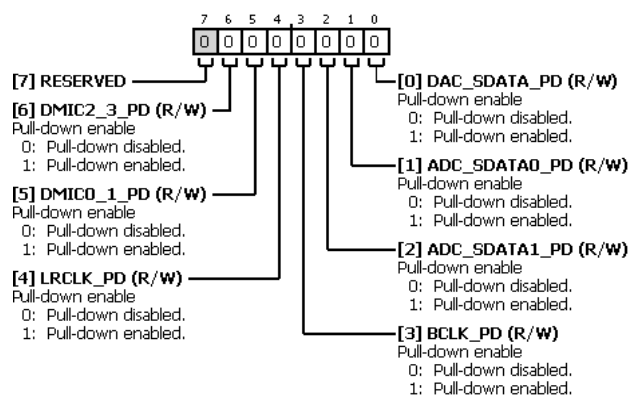 7 6 5 4 3 2 1 0
0 0 0 0 0 0 0 0
[7] RESERVED
[6] DMIC2_3_PD (R/W)
Pull-down enable
0: Pull-down disabled.
1: Pull-down enabled.
[5] DMIC0_1_PD (R/W)
Pull-down enable
0: Pull-down disabled.
1: Pull-down enabled.
[4] LRCLK_PD (R/W)
Pull-down enable
0: Pull-down disabled.
1: Pull-down enabled.
[0] DAC_SDATA_PD (R/W)
Pull-down enable
0: Pull-down disabled.
1: Pull-down enabled.
[1] ADC_SDATA0_PD (R/W)
Pull-down enable
0: Pull-down disabled.
1: Pull-down enabled.
[2] ADC_SDATA1_PD (R/W)
Pull-down enable
0: Pull-down disabled.
1: Pull-down enabled.
[3] BCLK_PD (R/W)
Pull-down enable
0: Pull-down disabled.
1: Pull-down enabled.